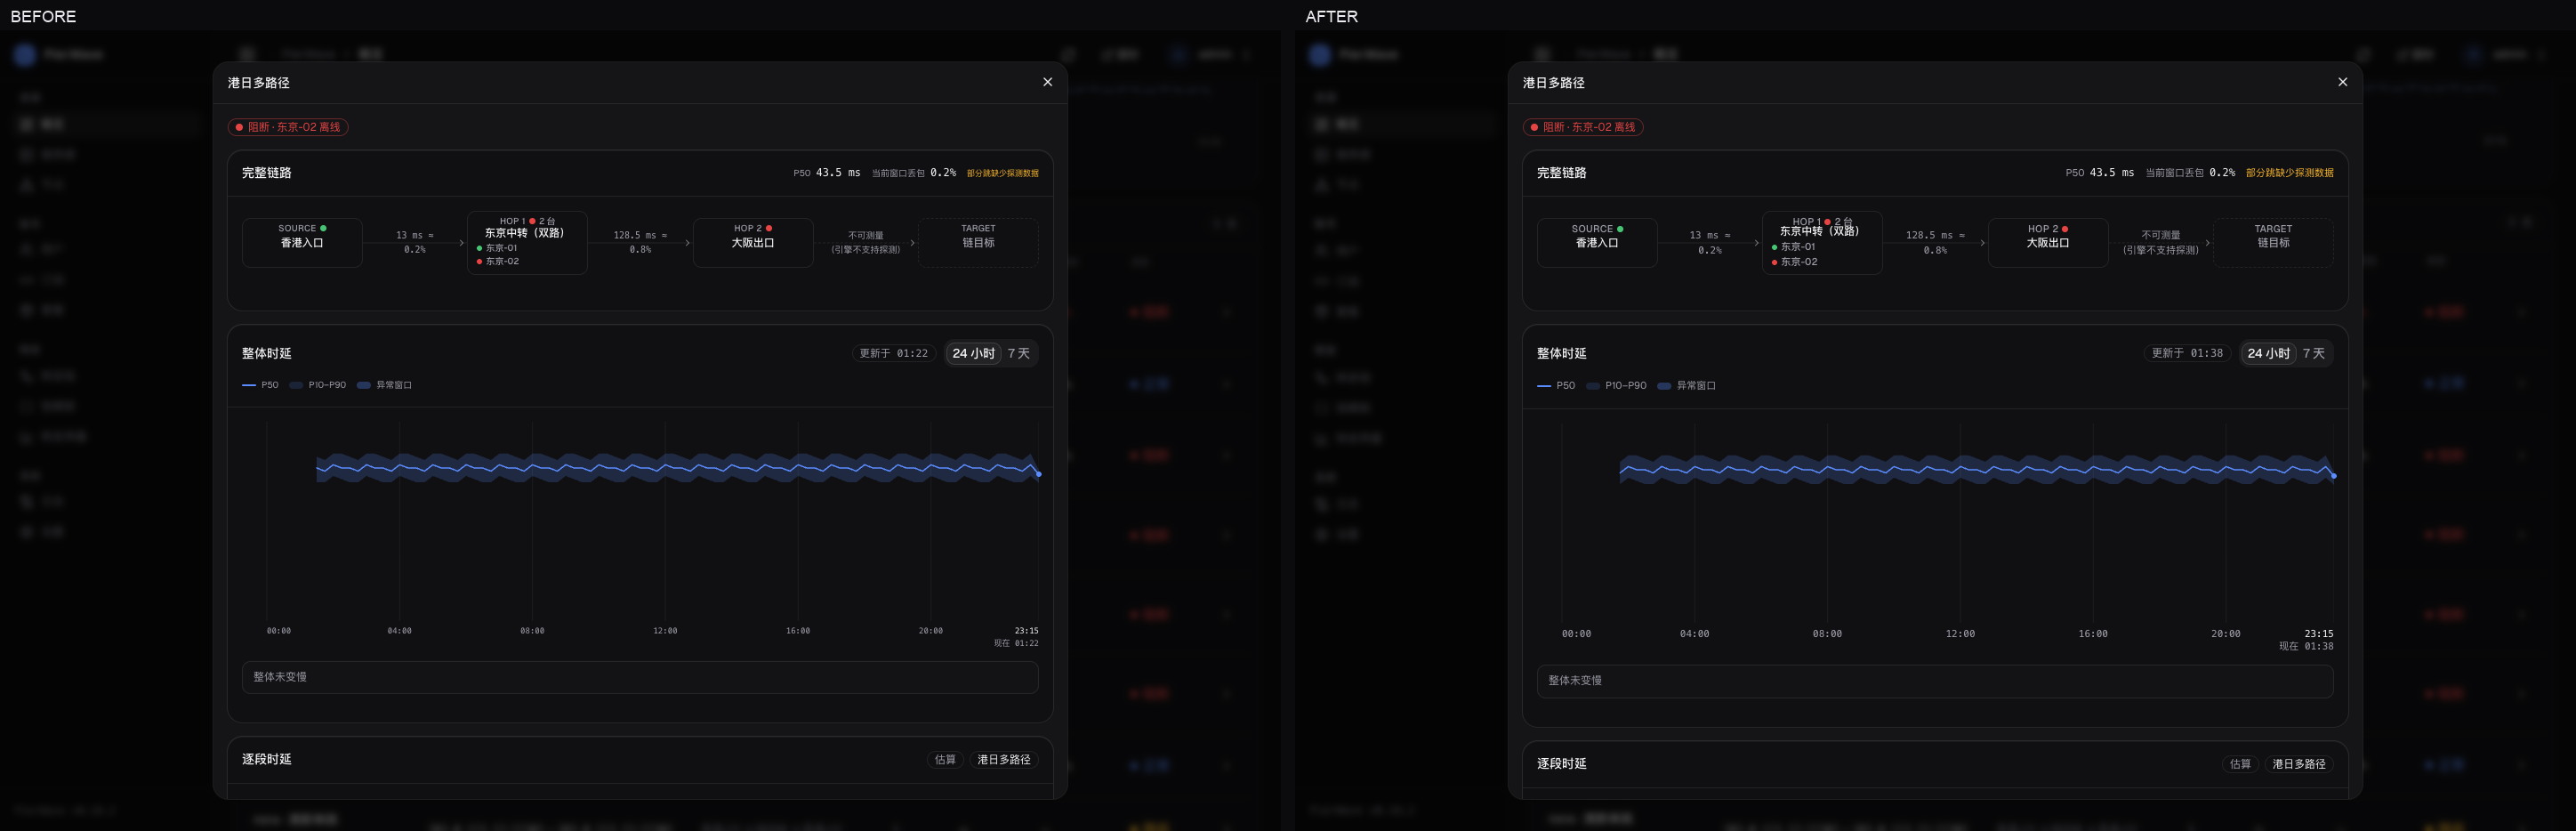 BEFORE
港日多路径
阻断 · 东京-02 离线
完整链路
P50 43.5 ms 当前窗口丢包 0.2% 部分跳缺少探测数据
SOURCE
香港入口
13 ms ≈
0.2%
HOP 1 2 台
东京中转（双路）
东京-01
东京-02
128.5 ms ≈
0.8%
HOP 2
大阪出口
不可测量
(引擎不支持探测)
TARGET
链目标
整体时延
更新于 01:22
24 小时 7 天
P50 P10–P90 异常窗口
00:00 04:00 08:00 12:00 16:00 20:00 23:15
现在 01:22
整体未变慢
逐段时延
估算 港日多路径
AFTER
港日多路径
阻断 · 东京-02 离线
完整链路
P50 43.5 ms 当前窗口丢包 0.2% 部分跳缺少探测数据
SOURCE
香港入口
13 ms ≈
0.2%
HOP 1 2 台
东京中转（双路）
东京-01
东京-02
128.5 ms ≈
0.8%
HOP 2
大阪出口
不可测量
(引擎不支持探测)
TARGET
链目标
整体时延
更新于 01:38
24 小时 7 天
P50 P10–P90 异常窗口
00:00 04:00 08:00 12:00 16:00 20:00 23:15
现在 01:38
整体未变慢
逐段时延
估算 港日多路径